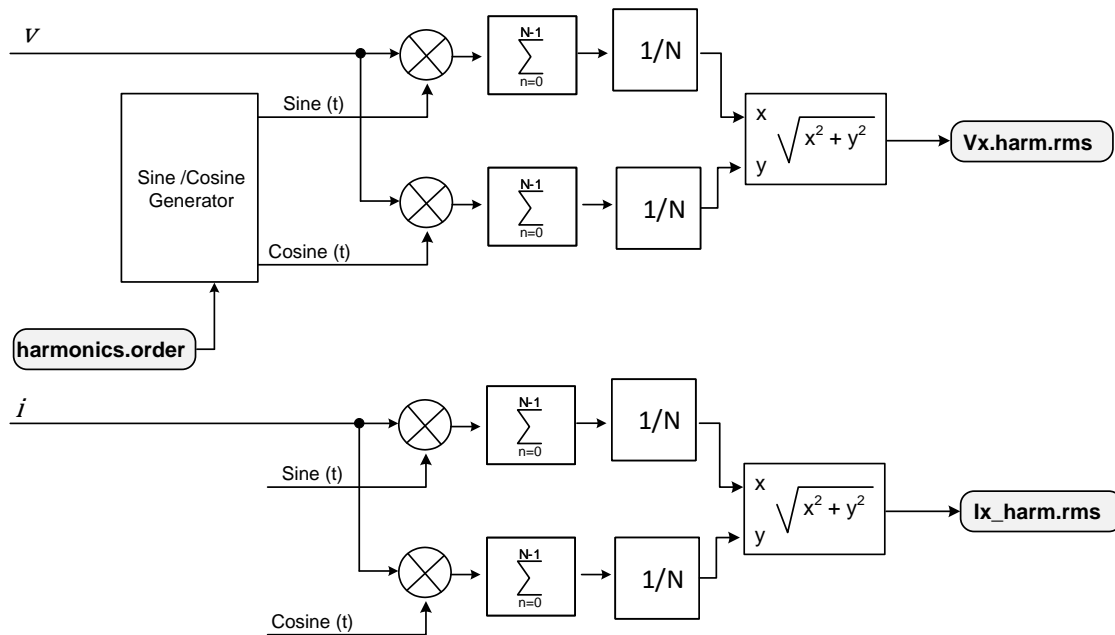 v
N-1
∑
n=0
1/N
Sine (t)
x
y
√x² + y²
Vx.harm.rms
Sine /Cosine
Generator
N-1
∑
n=0
1/N
Cosine (t)
harmonics.order
i
N-1
∑
n=0
1/N
Sine (t)
x
y
√x² + y²
Ix_harm.rms
N-1
∑
n=0
1/N
Cosine (t)